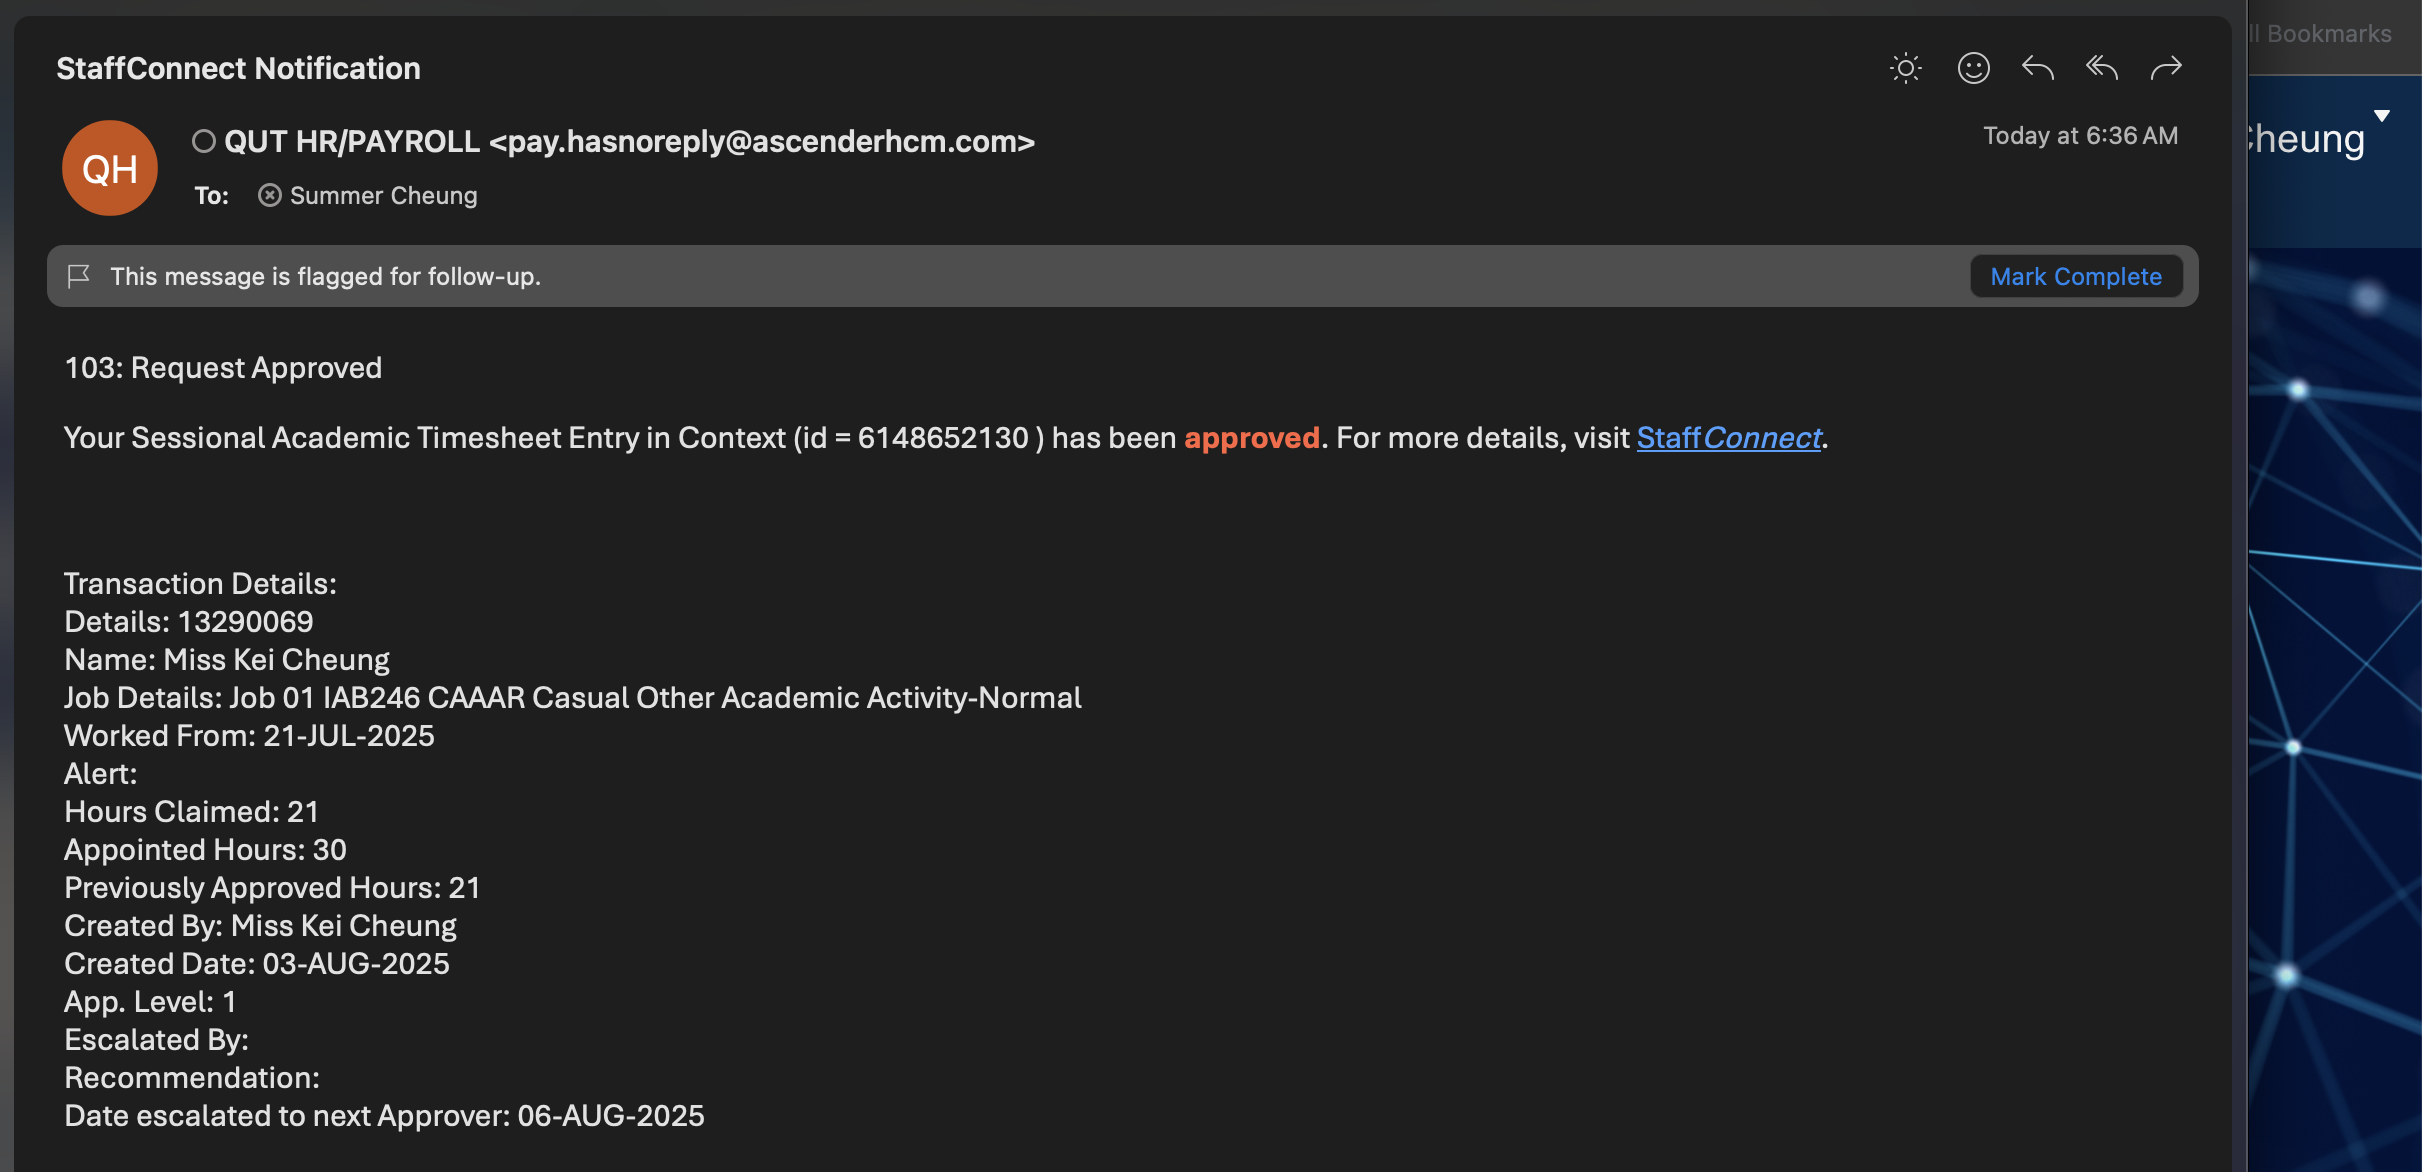 ll Bookmarks
StaffConnect Notification
QH
QUT HR/PAYROLL <pay.hasnoreply@ascenderhcm.com>
Today at 6:36 AM
To: Summer Cheung
Cheung
This message is flagged for follow-up.
Mark Complete
103: Request Approved
Your Sessional Academic Timesheet Entry in Context (id = 6148652130 ) has been approved. For more details, visit StaffConnect.
Transaction Details:
Details: 13290069
Name: Miss Kei Cheung
Job Details: Job 01 IAB246 CAAAR Casual Other Academic Activity-Normal
Worked From: 21-JUL-2025
Alert:
Hours Claimed: 21
Appointed Hours: 30
Previously Approved Hours: 21
Created By: Miss Kei Cheung
Created Date: 03-AUG-2025
App. Level: 1
Escalated By:
Recommendation:
Date escalated to next Approver: 06-AUG-2025